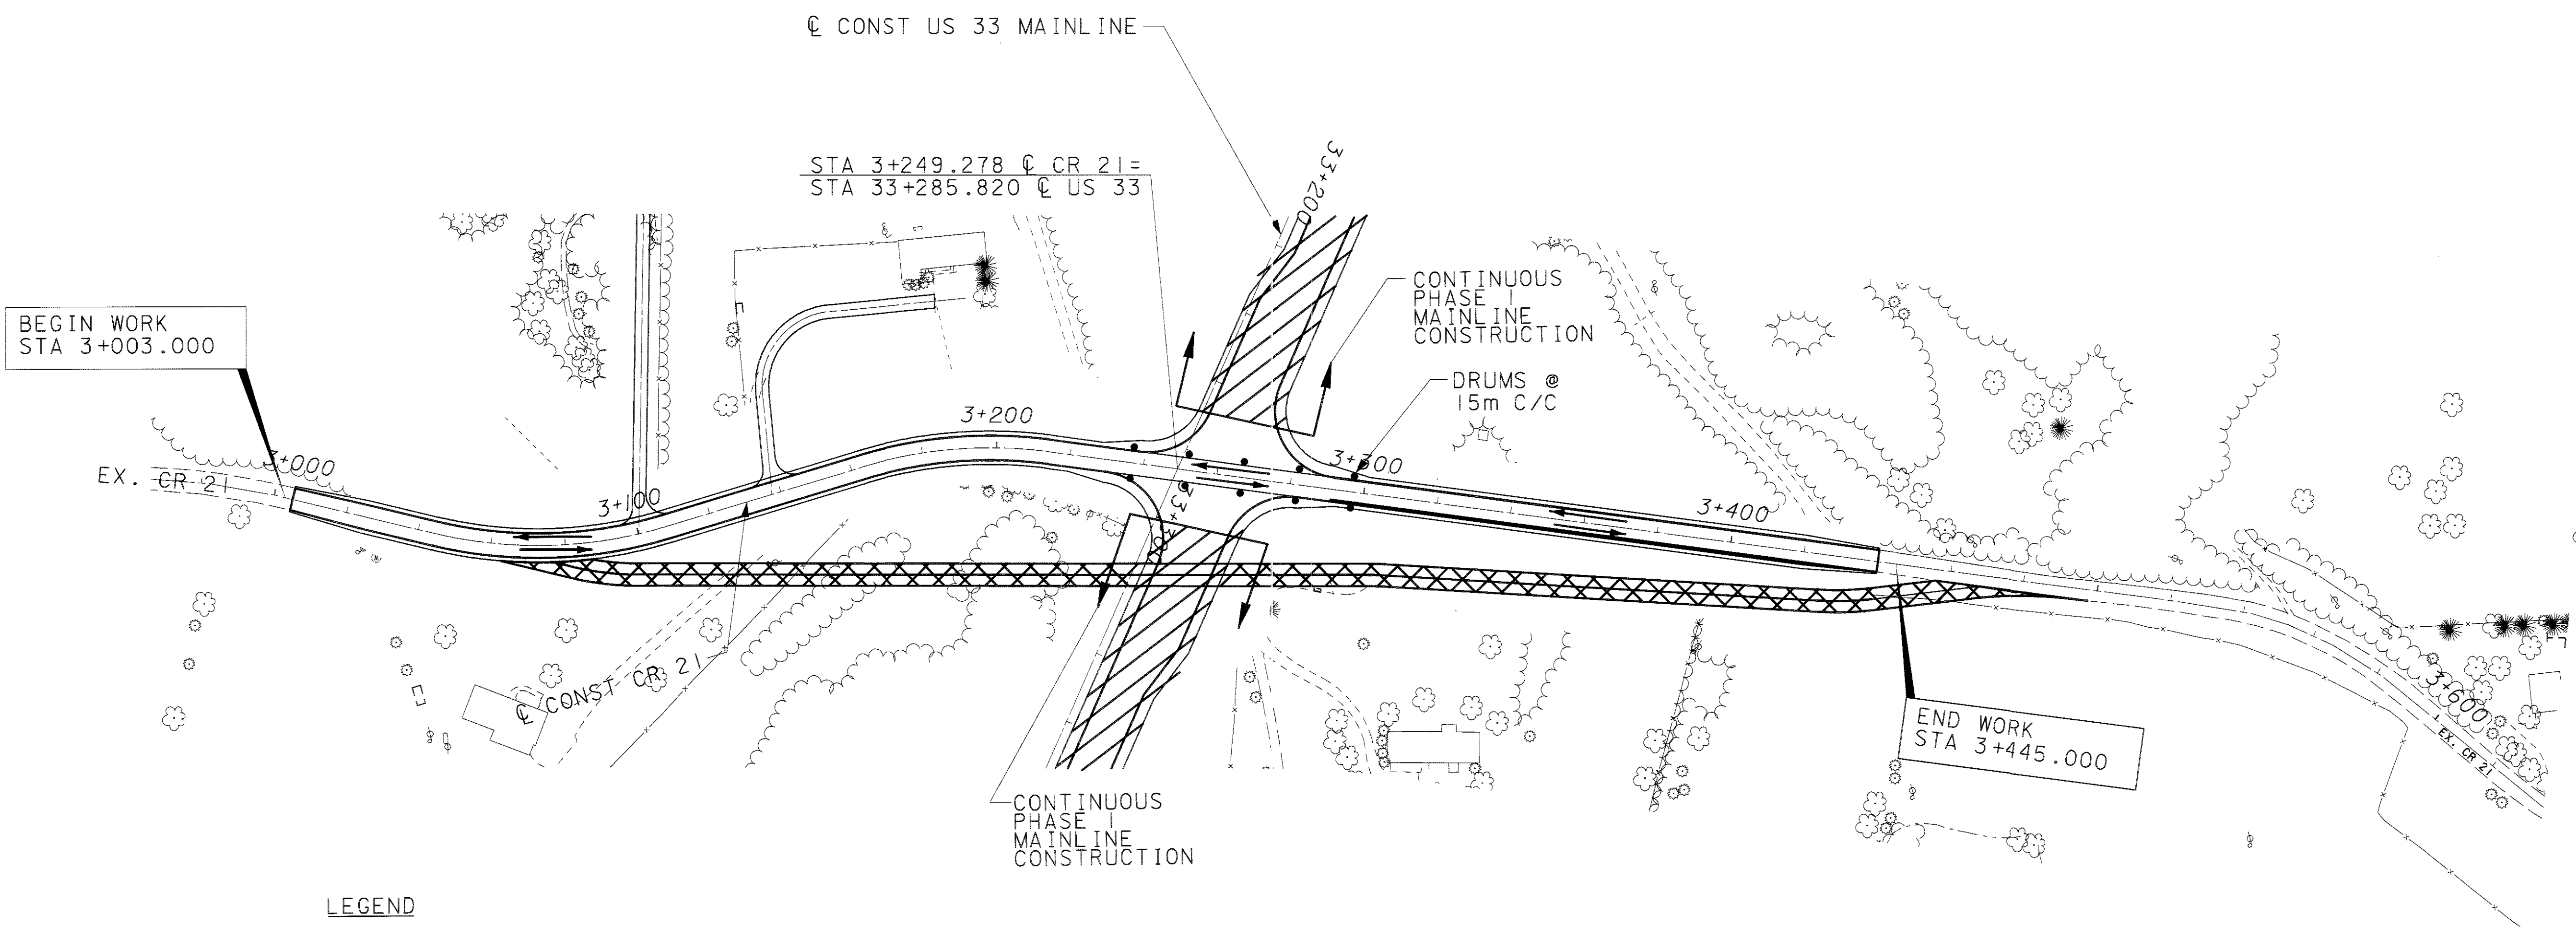 ℄ CONST US 33 MAINLINE
STA 3+249.278 ℄ CR 21=
STA 33+285.820 ℄ US 33
33+200
CONTINUOUS
PHASE 1
MAINLINE
CONSTRUCTION
DRUMS @
15m C/C
BEGIN WORK
STA 3+003.000
EX. CR 21
3+000
3+100
3+200
3+300
3+400
℄ CONST CR 21
END WORK
STA 3+445.000
3+600
EX. CR 21
CONTINUOUS
PHASE 1
MAINLINE
CONSTRUCTION
LEGEND